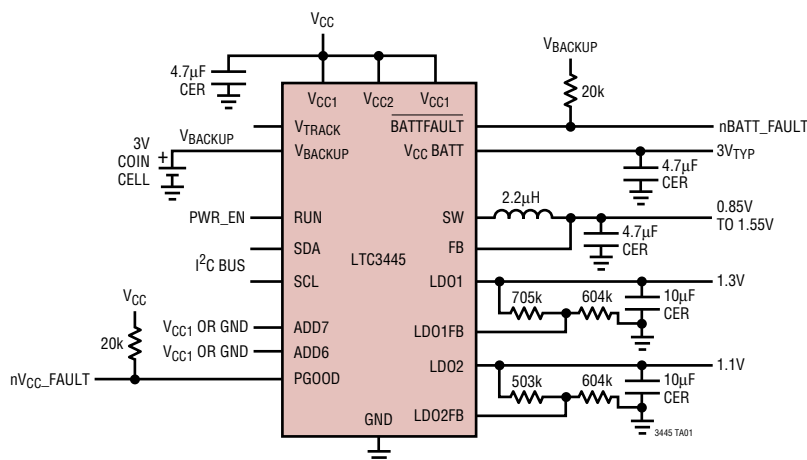 VCC
4.7µF
CER
VCC1
VCC2
VCC1
VBACKUP
20k
VTRACK
BATTFAULT
nBATT_FAULT
3V
COIN
CELL
+
VBACKUP
VBACKUP
VCC BATT
3VTYP
4.7µF
CER
PWR_EN
RUN
SW
2.2µH
0.85V
TO 1.55V
4.7µF
CER
I2C BUS
SDA
SCL
LTC3445
FB
LDO1
1.3V
705k
604k
10µF
CER
LDO1FB
VCC
20k
VCC1 OR GND
ADD7
VCC1 OR GND
ADD6
nVCC_FAULT
PGOOD
LDO2
1.1V
503k
604k
10µF
CER
LDO2FB
GND
3445 TA01